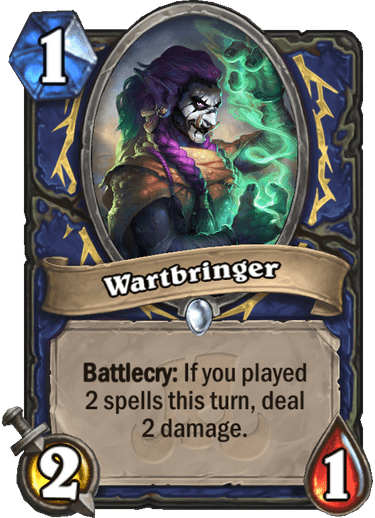 1
Wartbringer
Battlecry: If you played
2 spells this turn, deal
2 damage.
2
1